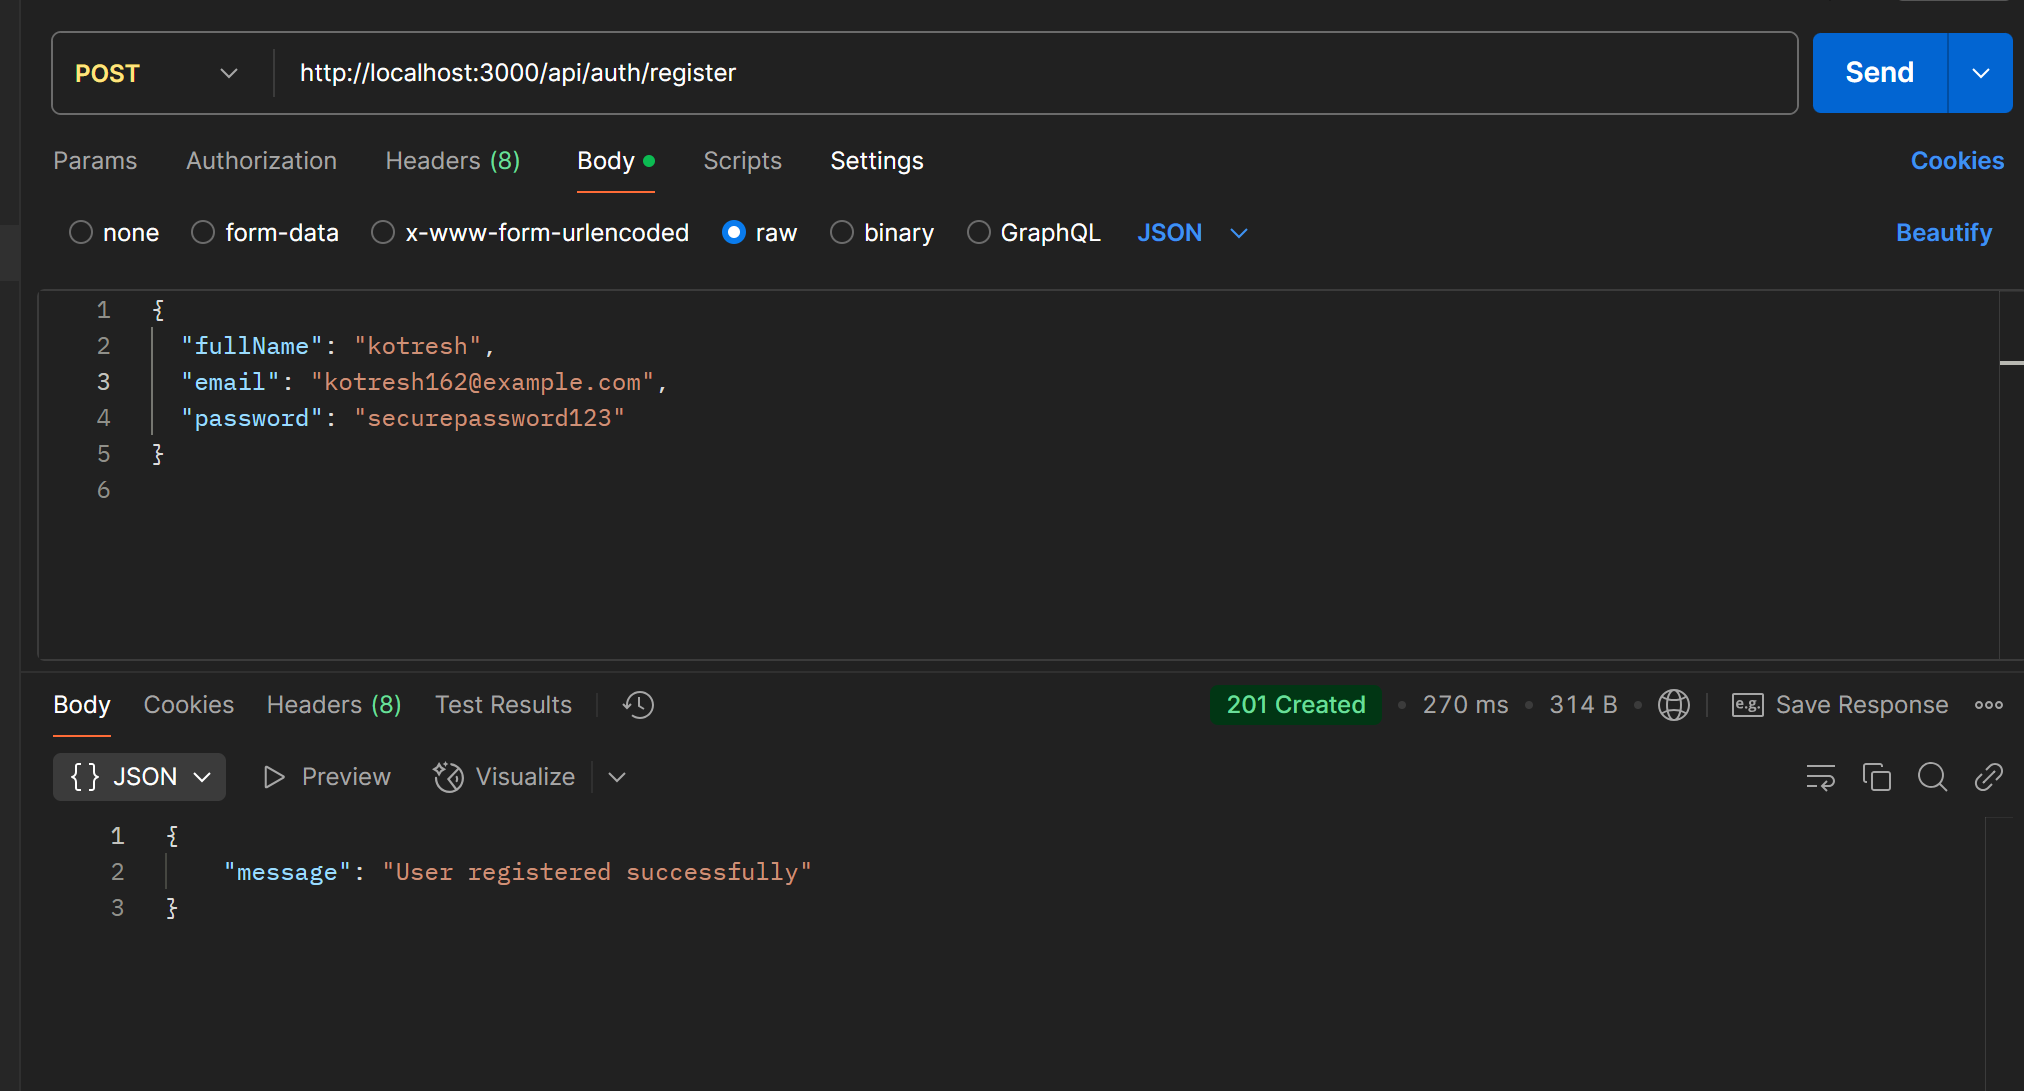 POST http://localhost:3000/api/auth/register Send
Params Authorization Headers (8) Body Scripts Settings Cookies
none form-data x-www-form-urlencoded raw binary GraphQL JSON Beautify
1 {
2 "fullName": "kotresh",
3 "email": "kotresh162@example.com",
4 "password": "securepassword123"
5 }
6
Body Cookies Headers (8) Test Results 201 Created • 270 ms • 314 B • e.g. Save Response
{} JSON Preview Visualize
1 {
2 "message": "User registered successfully"
3 }